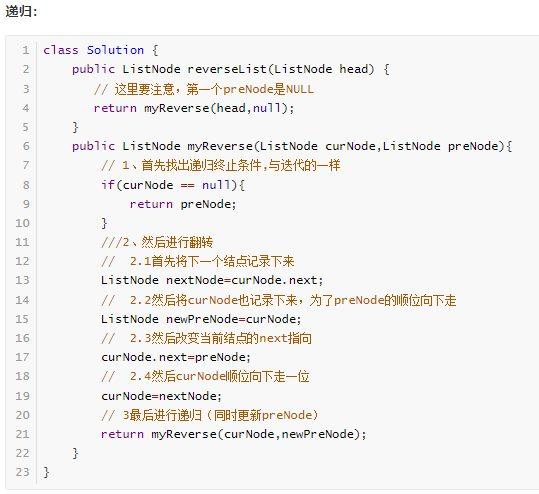 递归：
1 class Solution {
2 public ListNode reverseList(ListNode head) {
3 // 这里要注意，第一个preNode是NULL
4 return myReverse(head,null);
5 }
6 public ListNode myReverse(ListNode curNode,ListNode preNode){
7 // 1、首先找出递归终止条件,与迭代的一样
8 if(curNode == null){
9 return preNode;
10 }
11 ///2、然后进行翻转
12 // 2.1首先将下一个结点记录下来
13 ListNode nextNode=curNode.next;
14 // 2.2然后将curNode也记录下来，为了preNode的顺位向下走
15 ListNode newPreNode=curNode;
16 // 2.3然后改变当前结点的next指向
17 curNode.next=preNode;
18 // 2.4然后curNode顺位向下走一位
19 curNode=nextNode;
20 // 3最后进行递归（同时更新preNode）
21 return myReverse(curNode,newPreNode);
22 }
23 }